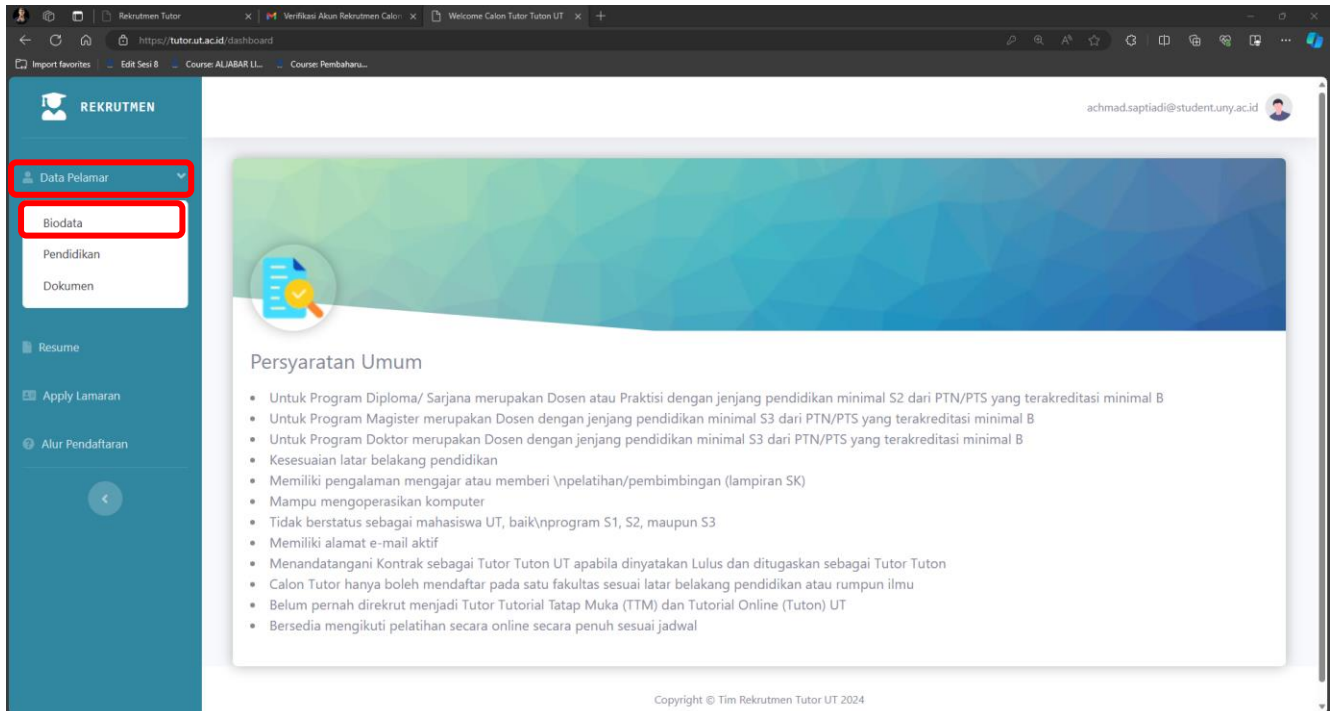 Rekrutmen Tutor
Verifikasi Akun Rekrutmen Calon
Welcome Calon Tutor Tuton UT
https://tutor.ut.ac.id/dashboard
Import favorites
Edit Sesi 8
Course: ALJABAR LI...
Course: Pembaharu...
REKRUTMEN
achmad.saptiadi@student.uny.ac.id
Data Pelamar
Biodata
Pendidikan
Dokumen
Resume
Apply Lamaran
Alur Pendaftaran
Persyaratan Umum
• Untuk Program Diploma/ Sarjana merupakan Dosen atau Praktisi dengan jenjang pendidikan minimal S2 dari PTN/PTS yang terakreditasi minimal B
• Untuk Program Magister merupakan Dosen dengan jenjang pendidikan minimal S3 dari PTN/PTS yang terakreditasi minimal B
• Untuk Program Doktor merupakan Dosen dengan jenjang pendidikan minimal S3 dari PTN/PTS yang terakreditasi minimal B
• Kesesuaian latar belakang pendidikan
• Memiliki pengalaman mengajar atau memberi \npelatihan/pembimbingan (lampiran SK)
• Mampu mengoperasikan komputer
• Tidak berstatus sebagai mahasiswa UT, baik\nprogram S1, S2, maupun S3
• Memiliki alamat e-mail aktif
• Menandatangani Kontrak sebagai Tutor Tuton UT apabila dinyatakan Lulus dan ditugaskan sebagai Tutor Tuton
• Calon Tutor hanya boleh mendaftar pada satu fakultas sesuai latar belakang pendidikan atau rumpun ilmu
• Belum pernah direkrut menjadi Tutor Tutorial Tatap Muka (TTM) dan Tutorial Online (Tuton) UT
• Bersedia mengikuti pelatihan secara online secara penuh sesuai jadwal
Copyright © Tim Rekrutmen Tutor UT 2024